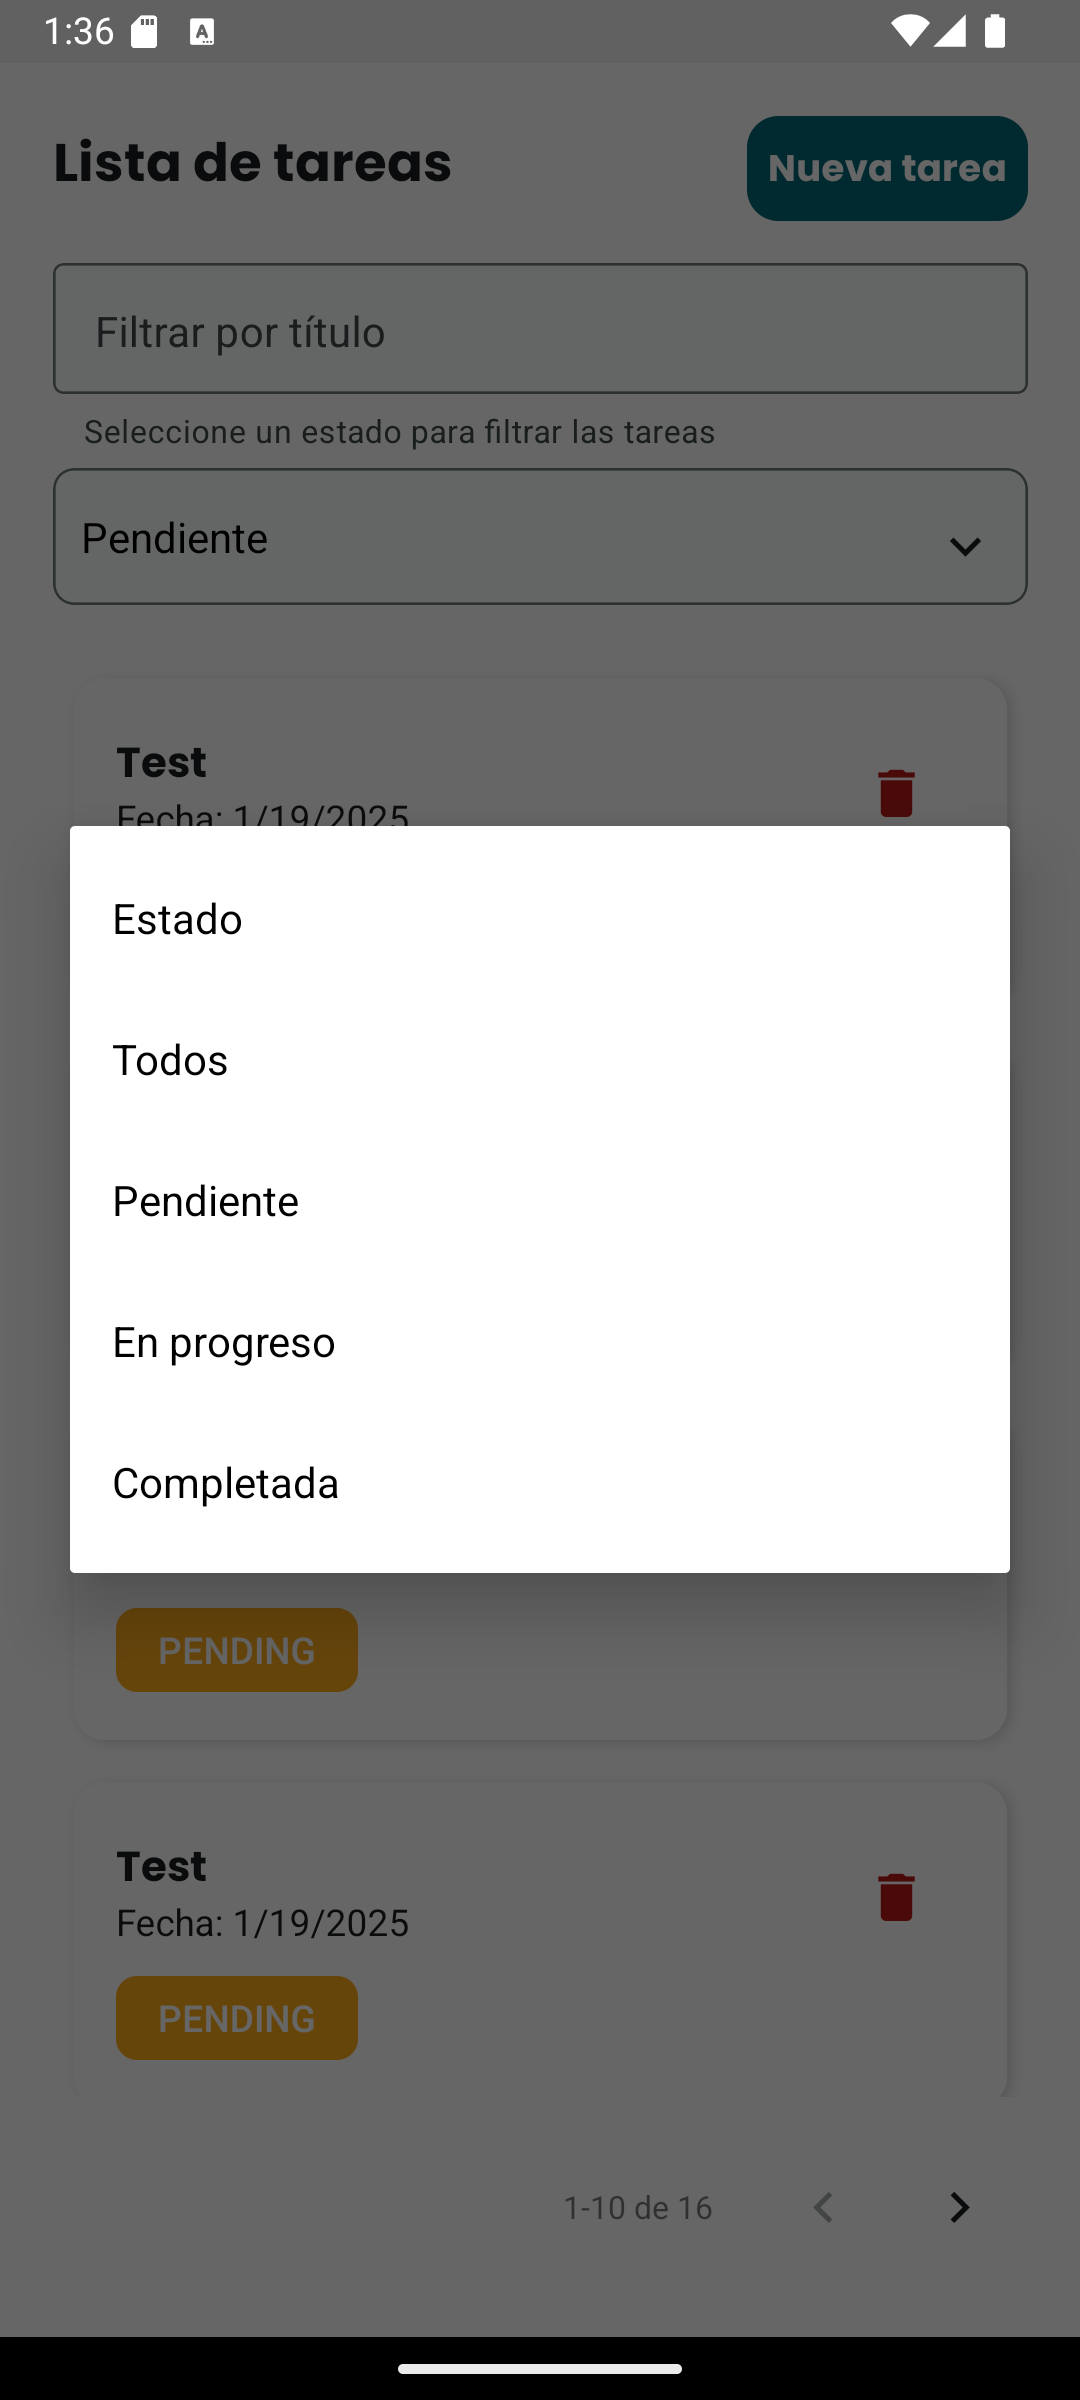 1:36
Lista de tareas
Nueva tarea
Filtrar por título
Seleccione un estado para filtrar las tareas
Pendiente
Test
Fecha: 1/19/2025
Estado
Todos
Pendiente
En progreso
Completada
PENDING
Test
Fecha: 1/19/2025
PENDING
1-10 de 16